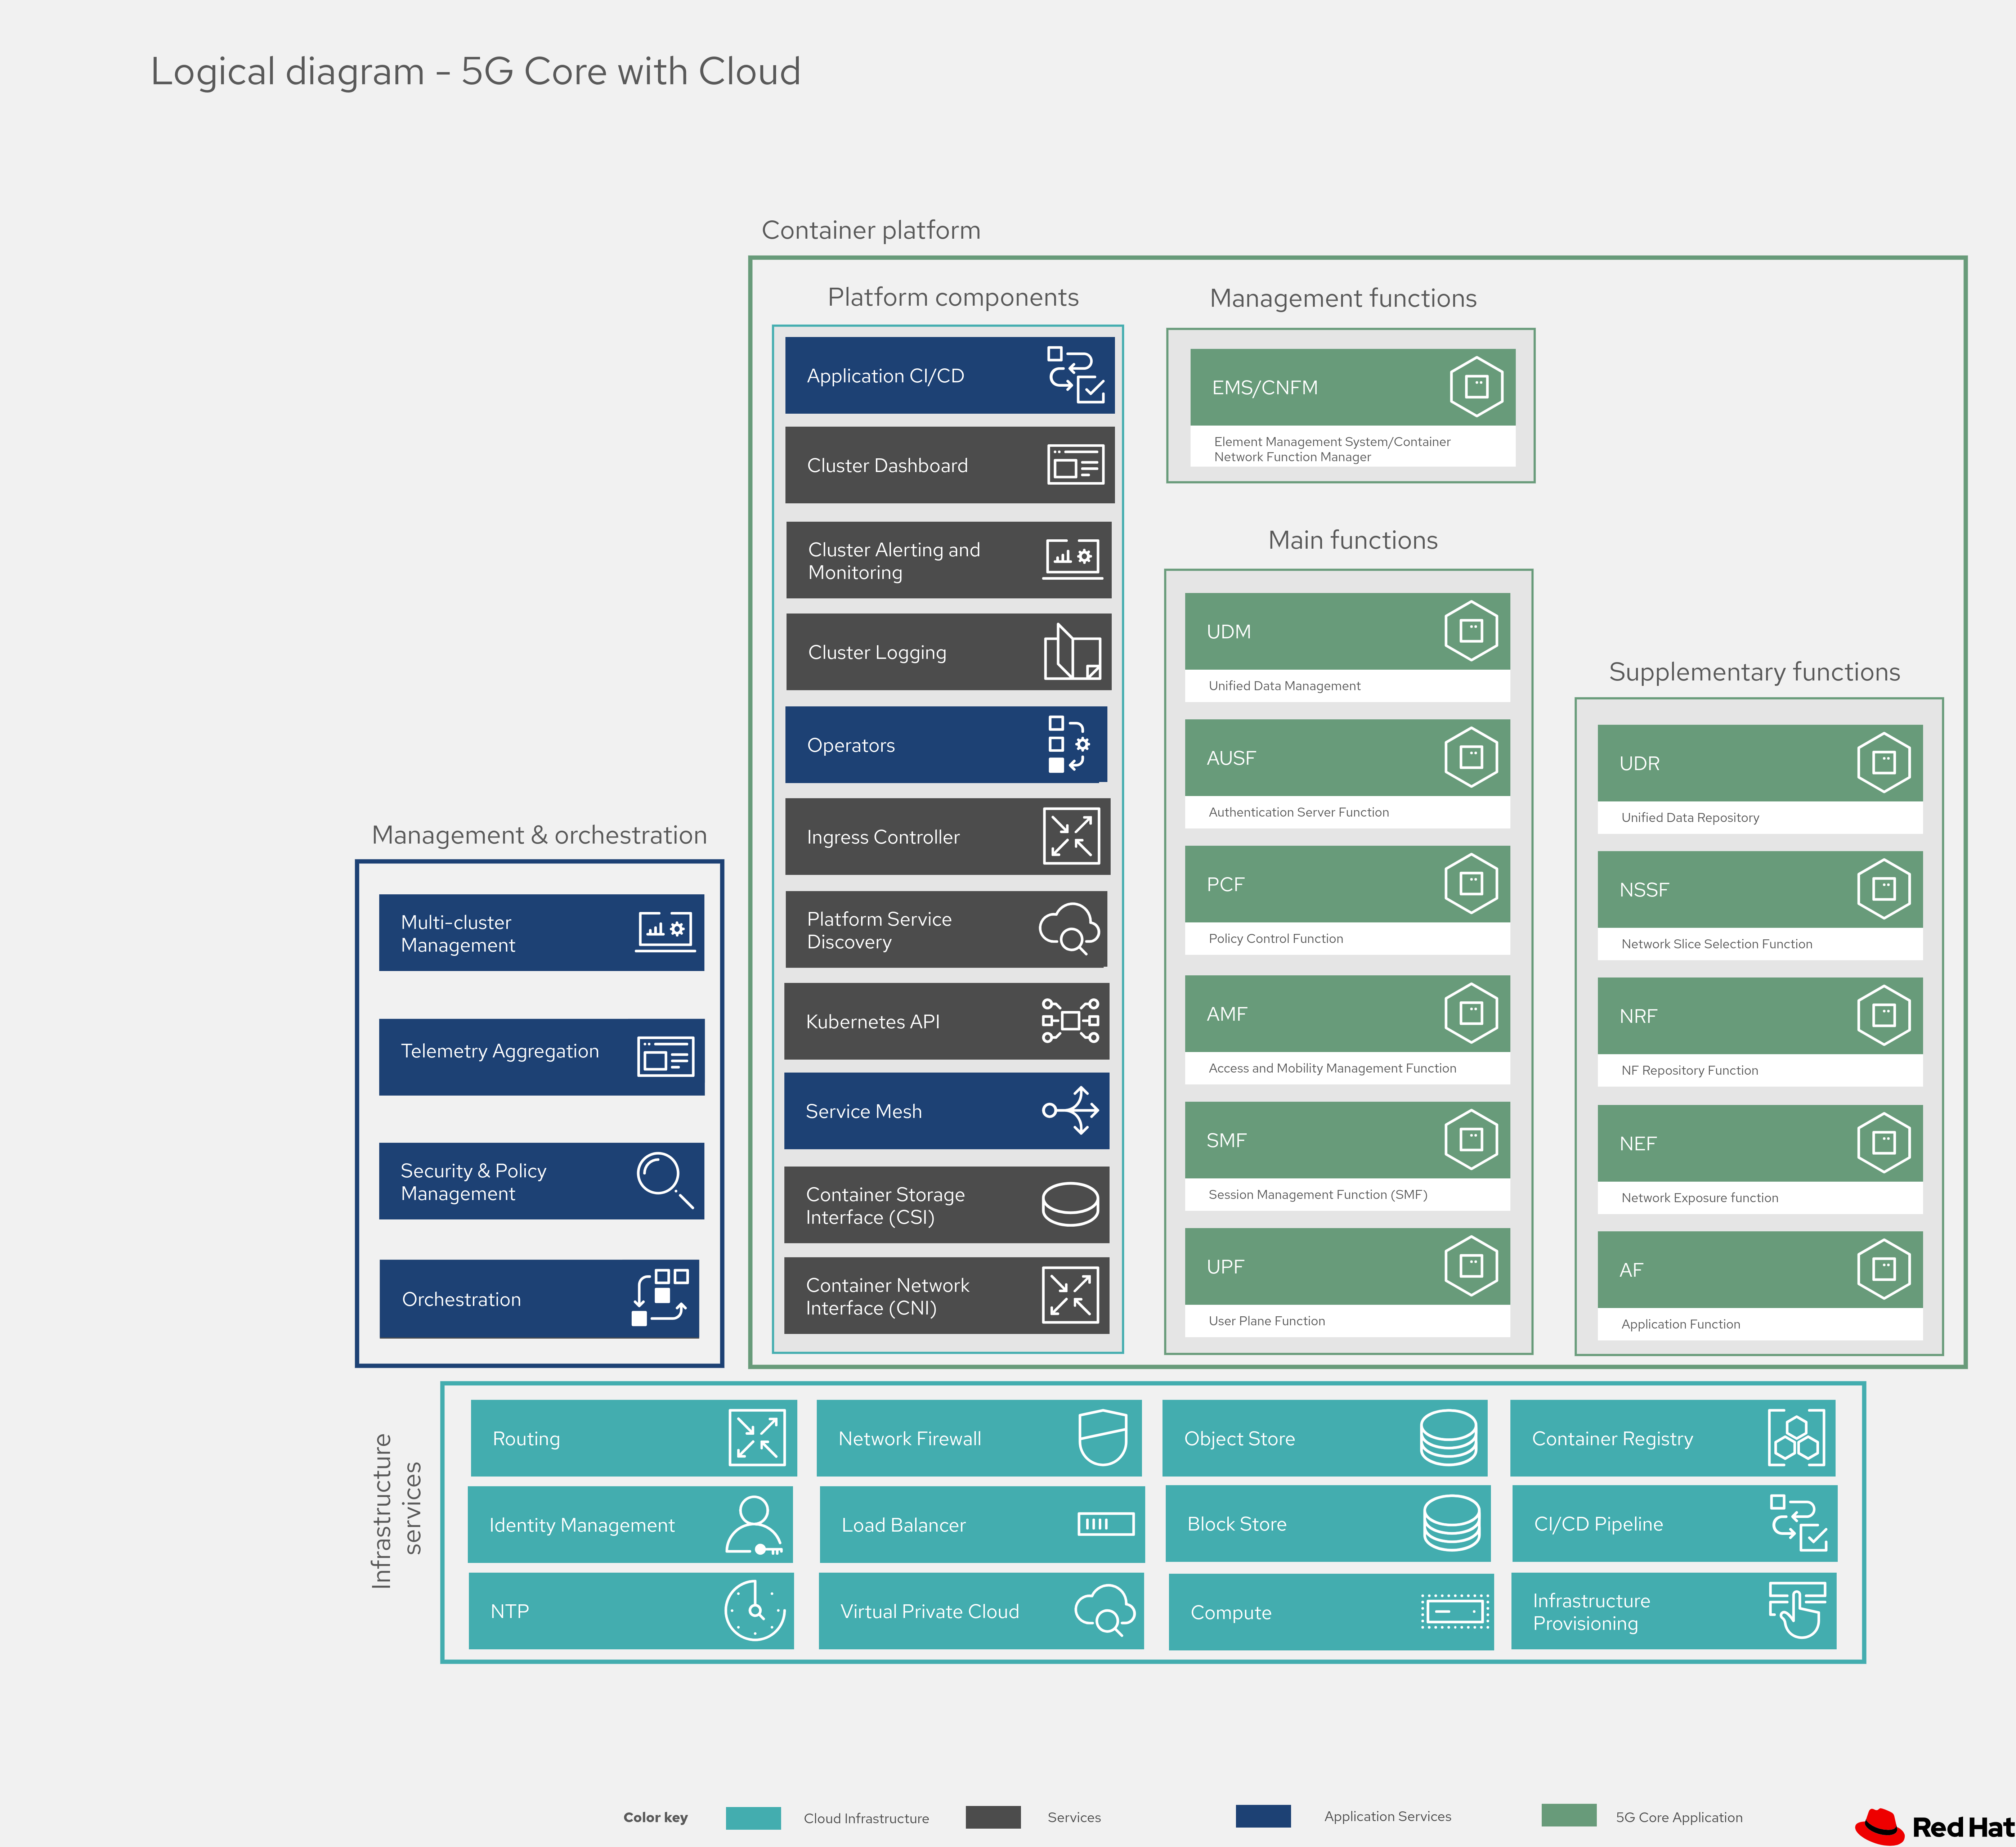 Logical diagram - 5G Core with Cloud
Container platform
Platform components
Application CI/CD
Cluster Dashboard
Cluster Alerting and
Monitoring
Cluster Logging
Operators
Ingress Controller
Platform Service
Discovery
Kubernetes API
Service Mesh
Container Storage
Interface (CSI)
Container Network
Interface (CNI)
Management functions
EMS/CNFM
Element Management System/Container
Network Function Manager
Main functions
UDM
Unified Data Management
AUSF
Authentication Server Function
PCF
Policy Control Function
AMF
Access and Mobility Management Function
SMF
Session Management Function (SMF)
UPF
User Plane Function
Supplementary functions
UDR
Unified Data Repository
NSSF
Network Slice Selection Function
NRF
NF Repository Function
NEF
Network Exposure function
AF
Application Function
Management & orchestration
Multi-cluster
Management
Telemetry Aggregation
Security & Policy
Management
Orchestration
Infrastructure
services
Routing
Network Firewall
Object Store
Container Registry
Identity Management
Load Balancer
Block Store
CI/CD Pipeline
NTP
Virtual Private Cloud
Compute
Infrastructure
Provisioning
Color key
Cloud Infrastructure
Services
Application Services
5G Core Application
Red Hat